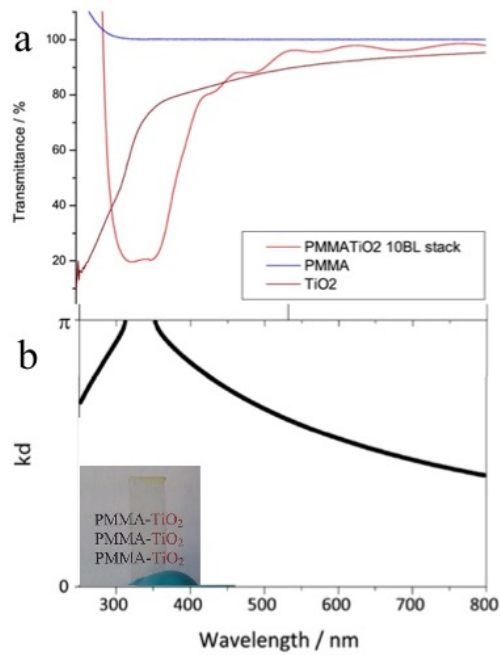 a
Transmittance / %
100
80
60
40
20
PMMATiO2 10BL stack
PMMA
TiO2
b
π
kd
0
PMMA-TiO₂
PMMA-TiO₂
PMMA-TiO₂
300 400 500 600 700 800
Wavelength / nm